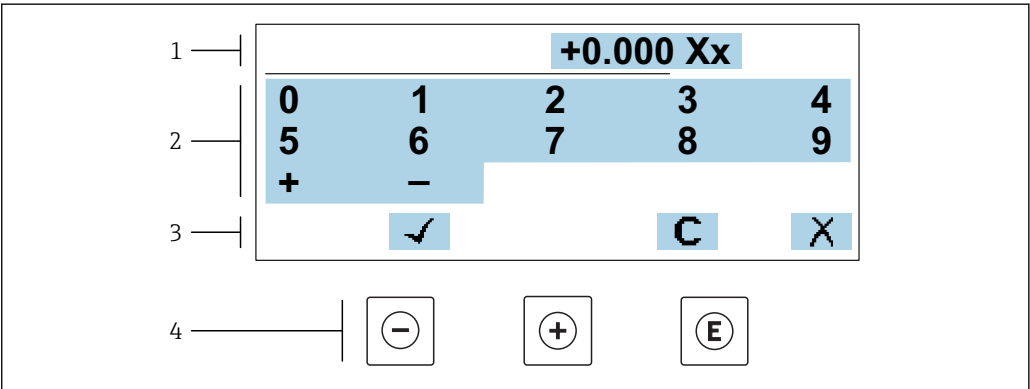 1 +0.000 Xx
0 1 2 3 4
2 5 6 7 8 9
+ –
3 ✓ C X
4 − + E